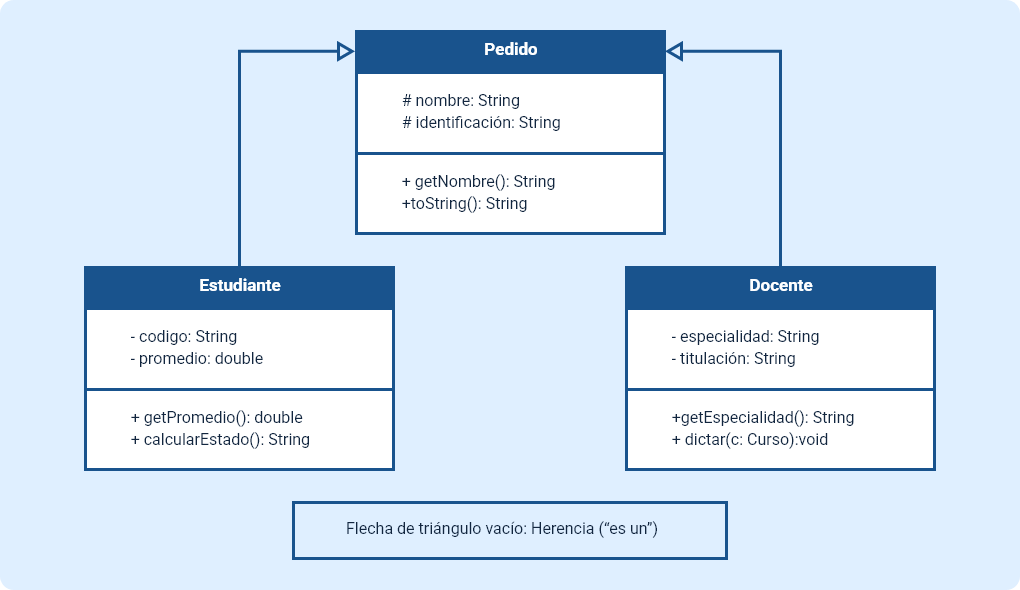 Pedido
# nombre: String
# identificación: String
+ getNombre(): String
+toString(): String
Estudiante
- codigo: String
- promedio: double
+ getPromedio(): double
+ calcularEstado(): String
Docente
- especialidad: String
- titulación: String
+getEspecialidad(): String
+ dictar(c: Curso):void
Flecha de triángulo vacío: Herencia (“es un”)